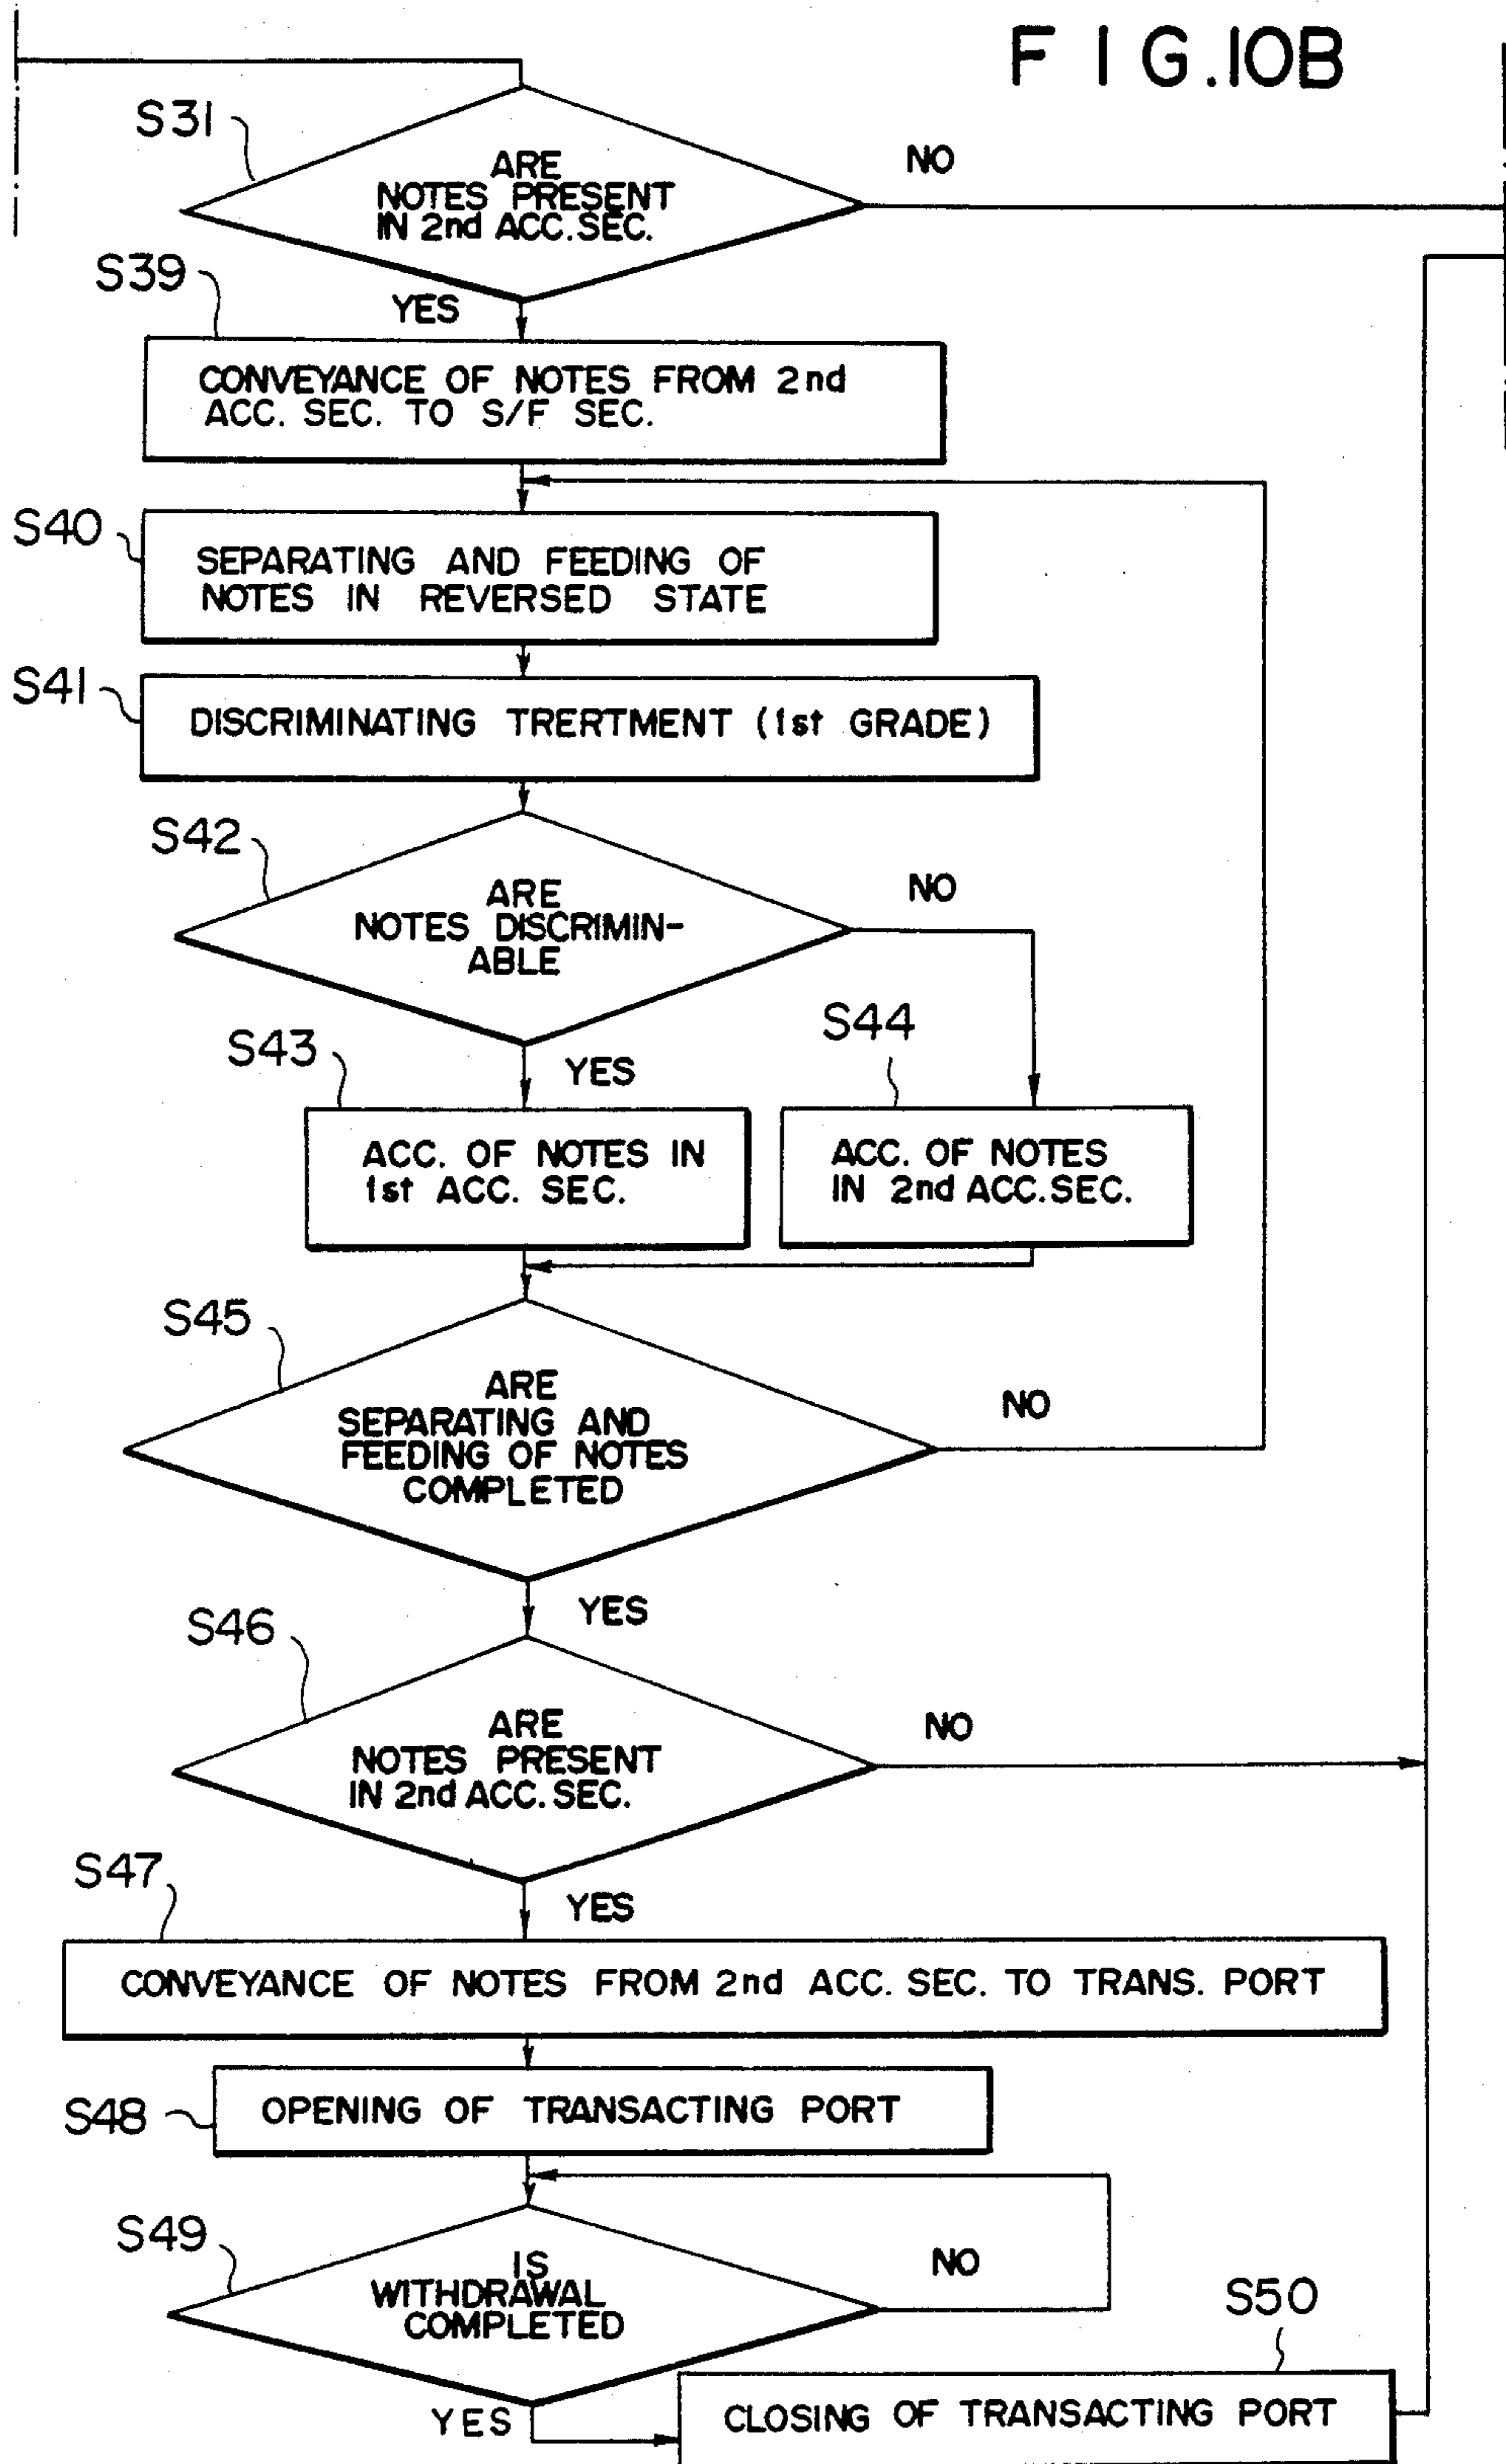 FIG.10B
S31
ARE
NOTES PRESENT
IN 2nd ACC.SEC.
NO
YES
S39
CONVEYANCE OF NOTES FROM 2nd
ACC. SEC. TO S/F SEC.
S40
SEPARATING AND FEEDING OF
NOTES IN REVERSED STATE
S41
DISCRIMINATING TRERTMENT (1st GRADE)
S42
ARE
NOTES DISCRIMIN-
ABLE
NO
YES
S43
ACC. OF NOTES IN
1st ACC. SEC.
S44
ACC. OF NOTES
IN 2nd ACC.SEC.
S45
ARE
SEPARATING AND
FEEDING OF NOTES
COMPLETED
NO
YES
S46
ARE
NOTES PRESENT
IN 2nd ACC.SEC.
NO
YES
S47
CONVEYANCE OF NOTES FROM 2nd ACC. SEC. TO TRANS. PORT
S48
OPENING OF TRANSACTING PORT
S49
IS
WITHDRAWAL
COMPLETED
NO
YES
S50
CLOSING OF TRANSACTING PORT